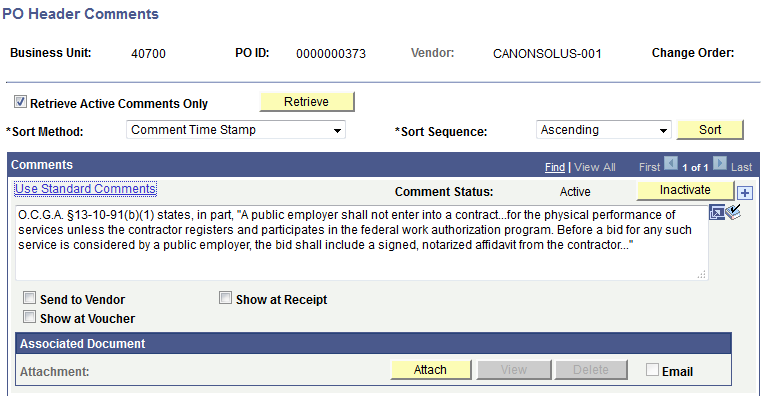 PO Header Comments
Business Unit: 40700 PO ID: 0000000373 Vendor: CANONSOLUS-001 Change Order:
Retrieve Active Comments Only Retrieve
*Sort Method: Comment Time Stamp *Sort Sequence: Ascending Sort
Comments Find | View All First 1 of 1 Last
Use Standard Comments Comment Status: Active Inactivate
O.C.G.A. §13-10-91(b)(1) states, in part, "A public employer shall not enter into a contract...for the physical performance of
services unless the contractor registers and participates in the federal work authorization program. Before a bid for any such
service is considered by a public employer, the bid shall include a signed, notarized affidavit from the contractor..."
Send to Vendor Show at Receipt
Show at Voucher
Associated Document
Attachment: Attach View Delete Email